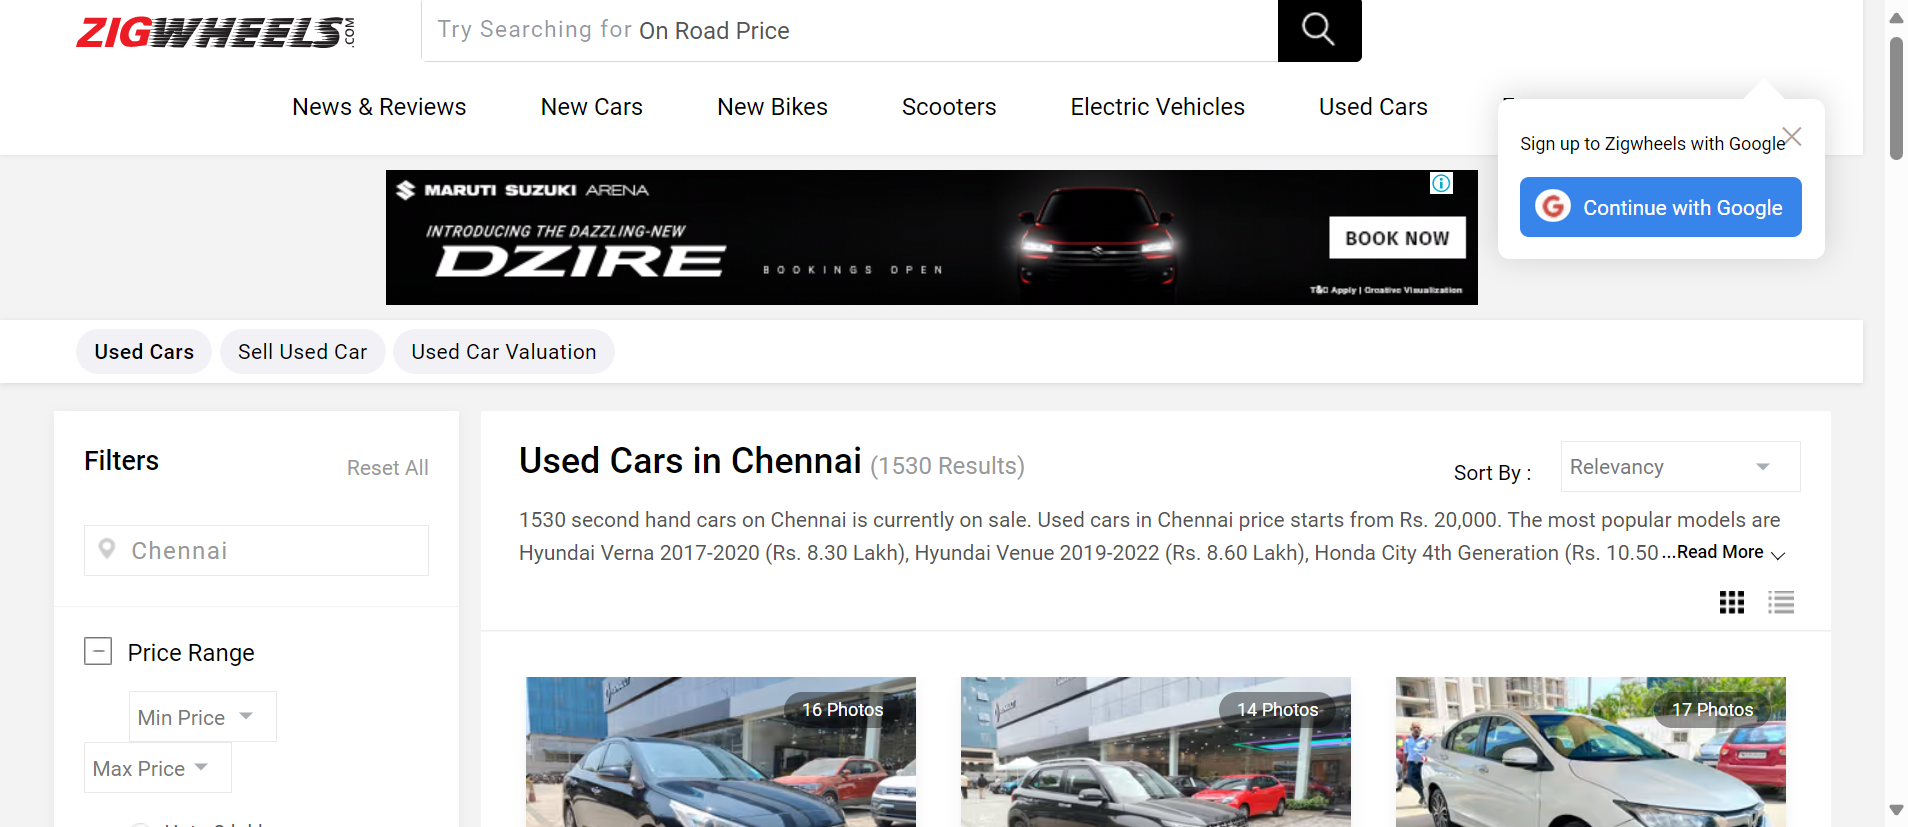 ZIGWHEELS.COM
Try Searching for On Road Price
News & Reviews New Cars New Bikes Scooters Electric Vehicles Used Cars
Sign up to Zigwheels with Google
Continue with Google
MARUTI SUZUKI ARENA
INTRODUCING THE DAZZLING-NEW
DZIRE
BOOKINGS OPEN
BOOK NOW
T&C Apply | Creative Visualization
Used Cars Sell Used Car Used Car Valuation
Filters
Reset All
Chennai
Price Range
Min Price
Max Price
Used Cars in Chennai (1530 Results)
Sort By : Relevancy
1530 second hand cars on Chennai is currently on sale. Used cars in Chennai price starts from Rs. 20,000. The most popular models are
Hyundai Verna 2017-2020 (Rs. 8.30 Lakh), Hyundai Venue 2019-2022 (Rs. 8.60 Lakh), Honda City 4th Generation (Rs. 10.50 ...Read More
16 Photos
14 Photos
17 Photos